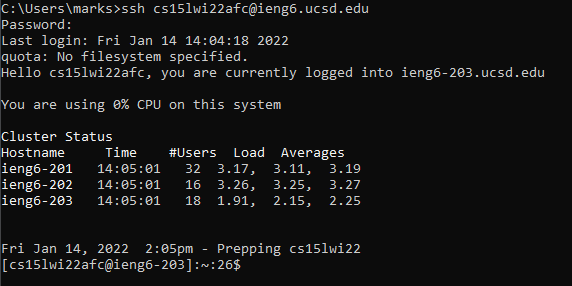 C:\Users\marks>ssh cs15lwi22afc@ieng6.ucsd.edu
Password:
Last login: Fri Jan 14 14:04:18 2022
quota: No filesystem specified.
Hello cs15lwi22afc, you are currently logged into ieng6-203.ucsd.edu
You are using 0% CPU on this system
Cluster Status
Hostname     Time    #Users  Load  Averages
ieng6-201   14:05:01   32  3.17,  3.11,  3.19
ieng6-202   14:05:01   16  3.26,  3.25,  3.27
ieng6-203   14:05:01   18  1.91,  2.15,  2.25
Fri Jan 14, 2022  2:05pm - Prepping cs15lwi22
[cs15lwi22afc@ieng6-203]:~:26$